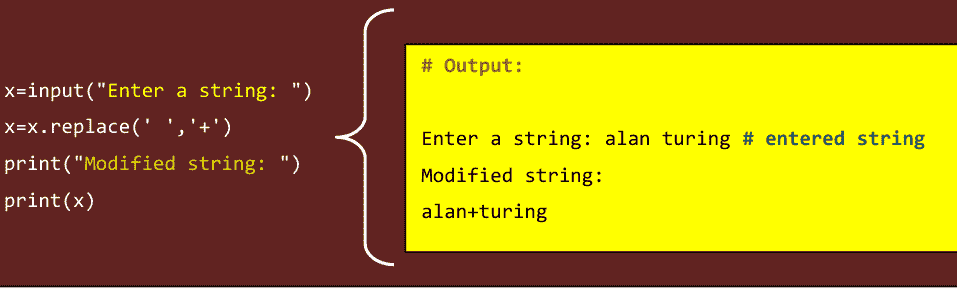 x=input("Enter a string: ")
x=x.replace(' ','+')
print("Modified string: ")
print(x)
# Output:
Enter a string: alan turing # entered string
Modified string:
alan+turing